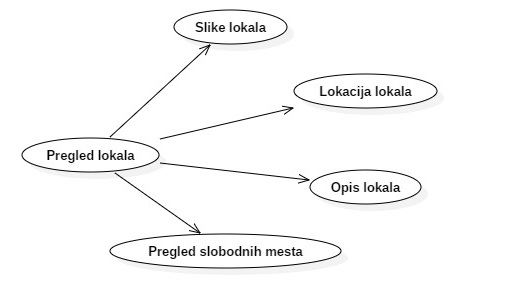 Slike lokala
Lokacija lokala
Pregled lokala
Opis lokala
Pregled slobodnih mesta